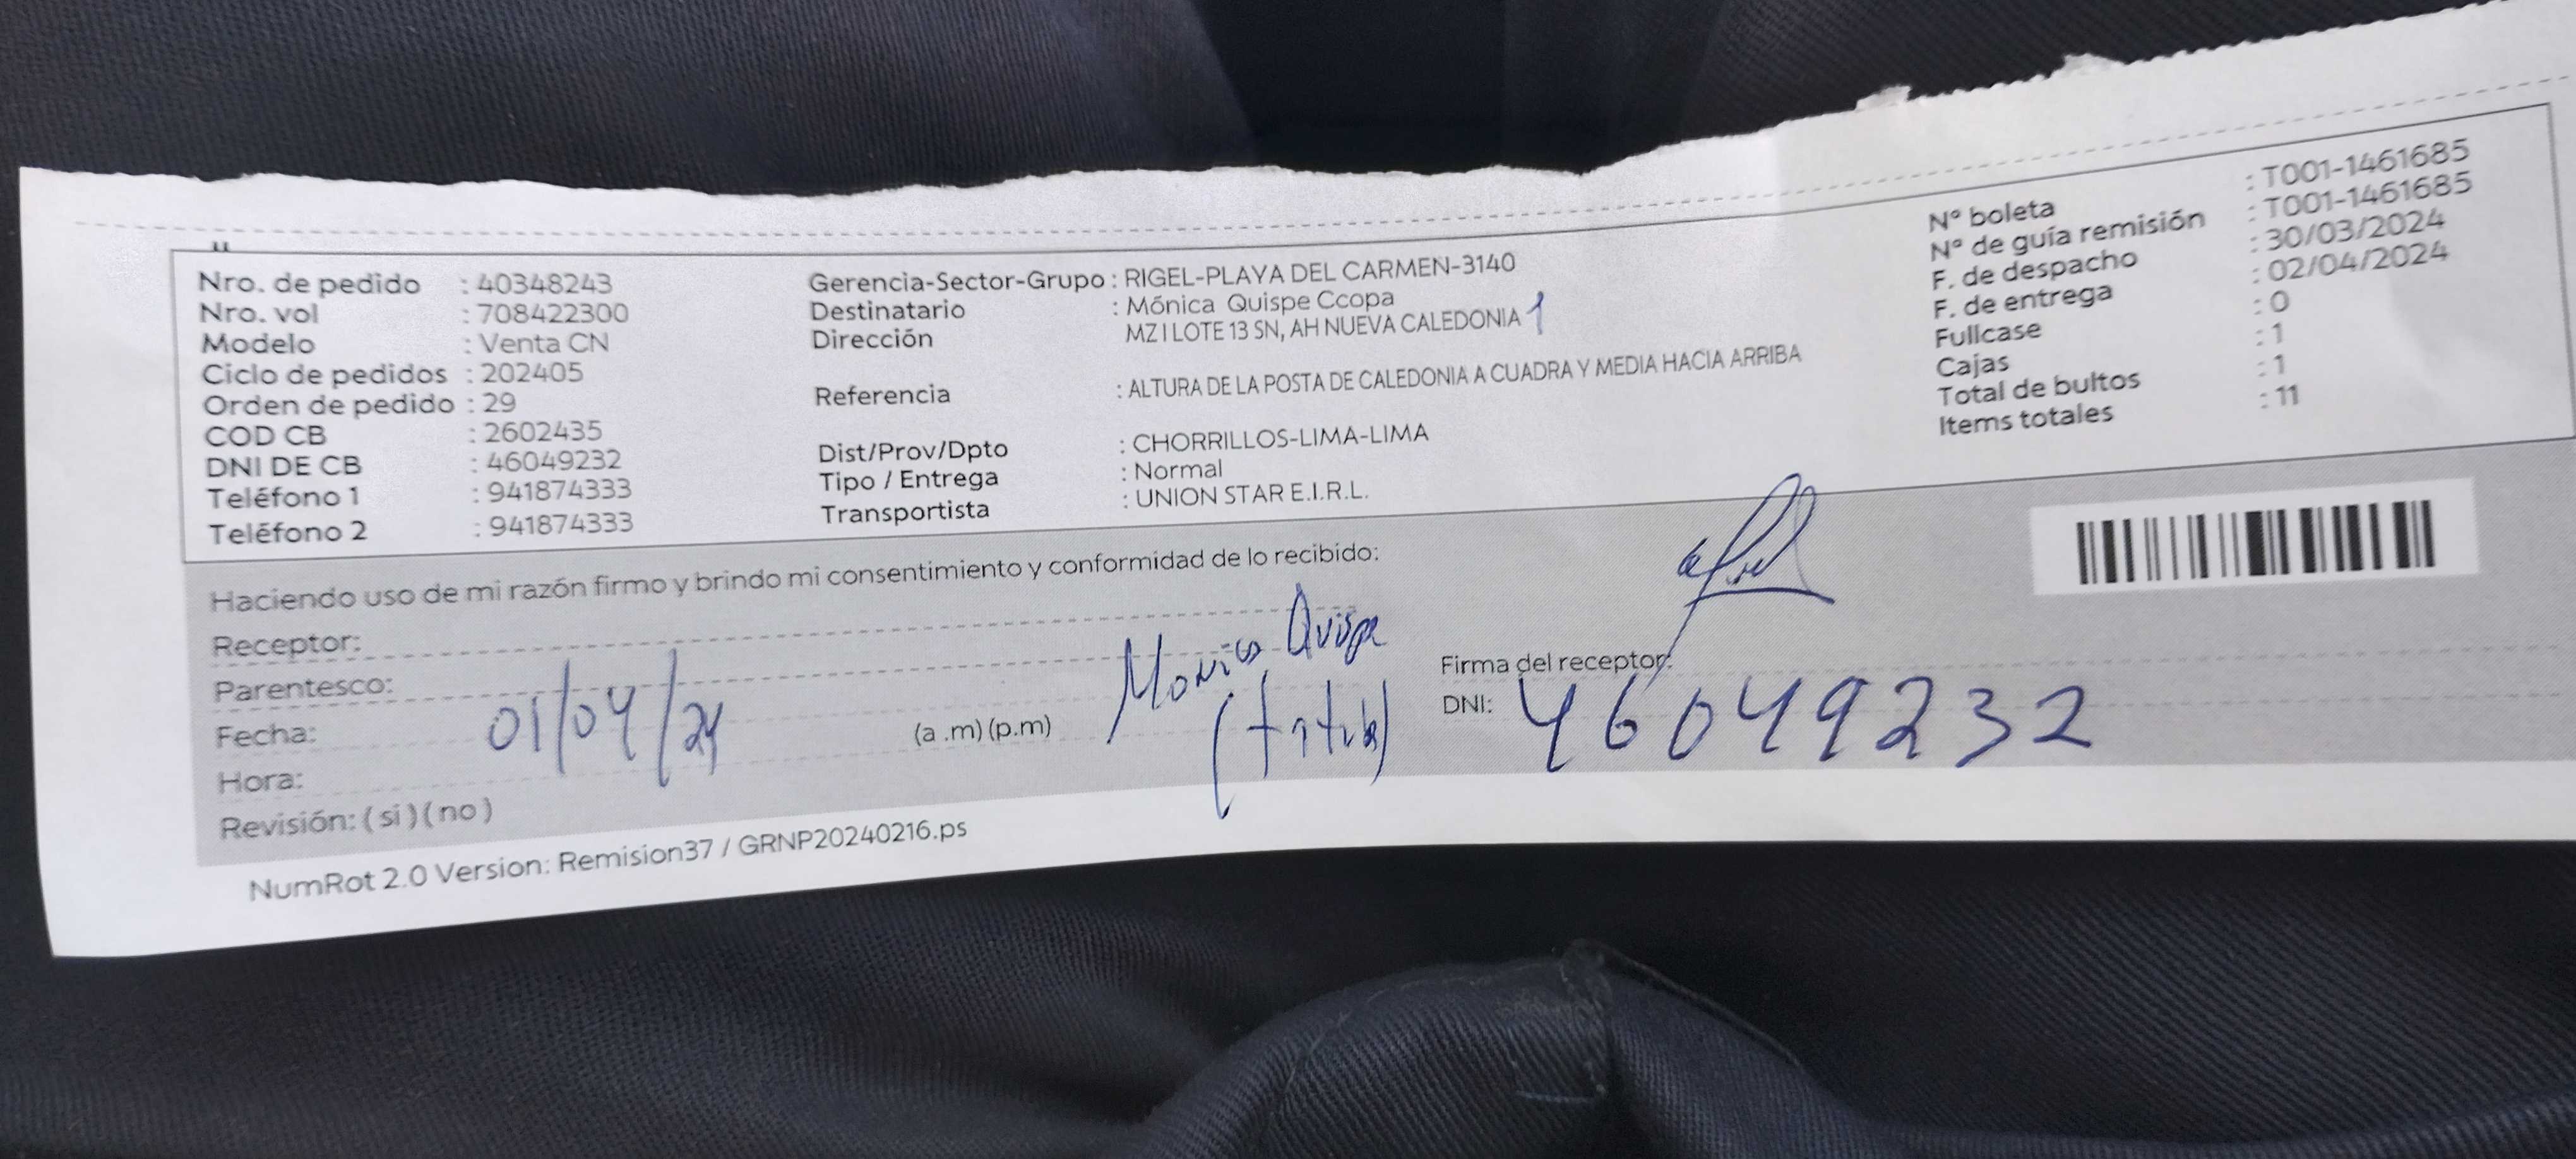 Nro. de pedido : 40348243
Nro. vol : 708422300
Modelo : Venta CN
Ciclo de pedidos : 202405
Orden de pedido : 29
COD CB : 2602435
DNI DE CB : 46049232
Teléfono 1 : 941874333
Teléfono 2 : 941874333
Gerencia-Sector-Grupo : RIGEL-PLAYA DEL CARMEN-3140
Destinatario : Mónica Quispe Ccopa
Dirección MZ I LOTE 13 SN, AH NUEVA CALEDONIA 1
Referencia : ALTURA DE LA POSTA DE CALEDONIA A CUADRA Y MEDIA HACIA ARRIBA
Dist/Prov/Dpto : CHORRILLOS-LIMA-LIMA
Tipo / Entrega : Normal
Transportista : UNION STAR E.I.R.L.
N° boleta : T001-1461685
N° de guía remisión : T001-1461685
F. de despacho : 30/03/2024
F. de entrega : 02/04/2024
Fullcase : 0
Cajas : 1
Total de bultos : 1
Items totales : 11
Haciendo uso de mi razón firmo y brindo mi consentimiento y conformidad de lo recibido:
Receptor:
Parentesco:
Fecha: 01/04/24
Hora: (a .m) (p.m)
Revisión: ( si ) ( no )
Monica Quispe
Firma del receptor:
DNI: 46049232
NumRot 2.0 Version: Remision37 / GRNP20240216.ps